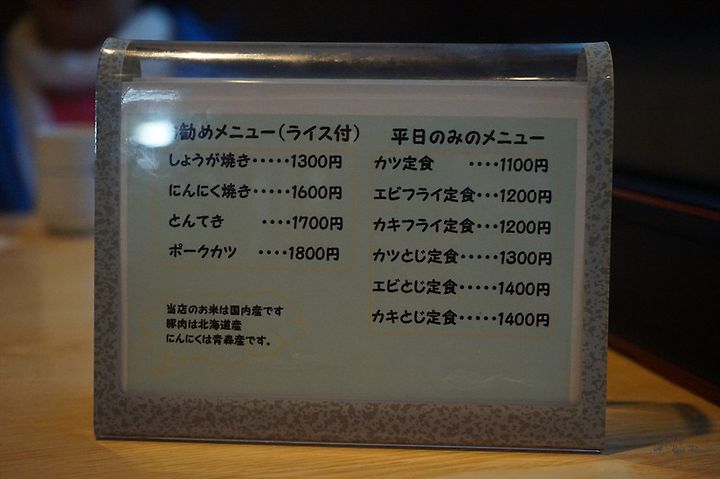 勧めメニュー(ライス付)
しょうが焼き・・・・・1300円
にんにく焼き・・・・・1600円
とんてき ・・・・1700円
ポークカツ ・・・・1800円
当店のお米は国内産です
豚肉は北海道産
にんにくは青森産です。
平日のみのメニュー
カツ定食 ・・・・1100円
エビフライ定食・・・1200円
カキフライ定食・・・1200円
カツとじ定食・・・・・1300円
エビとじ定食・・・・・1400円
カキとじ定食・・・・・1400円